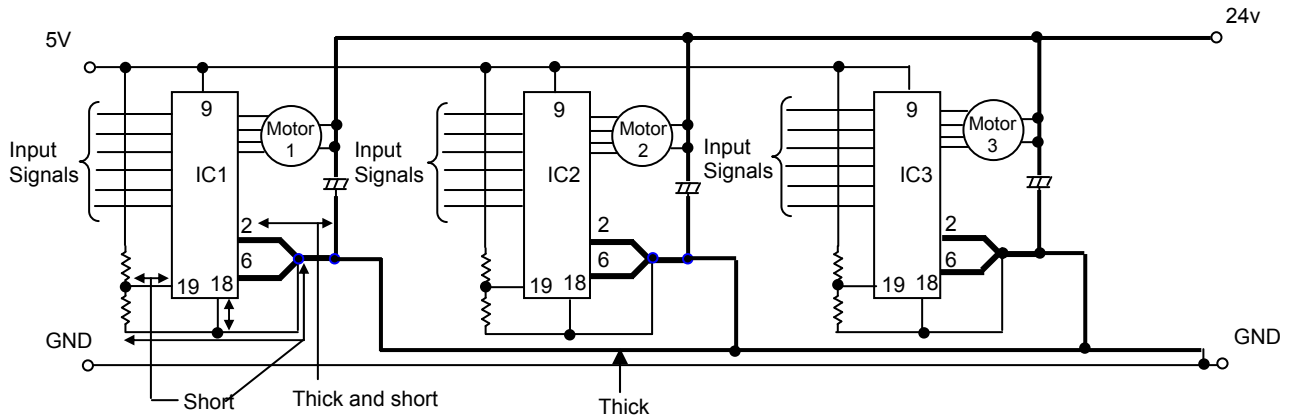 24v
5V
9
Motor
1
Input
Signals
IC1
2
6
19
18
9
Motor
2
Input
Signals
IC2
2
6
19
18
9
Motor
3
Input
Signals
IC3
2
6
19
18
GND
GND
Short
Thick and short
Thick